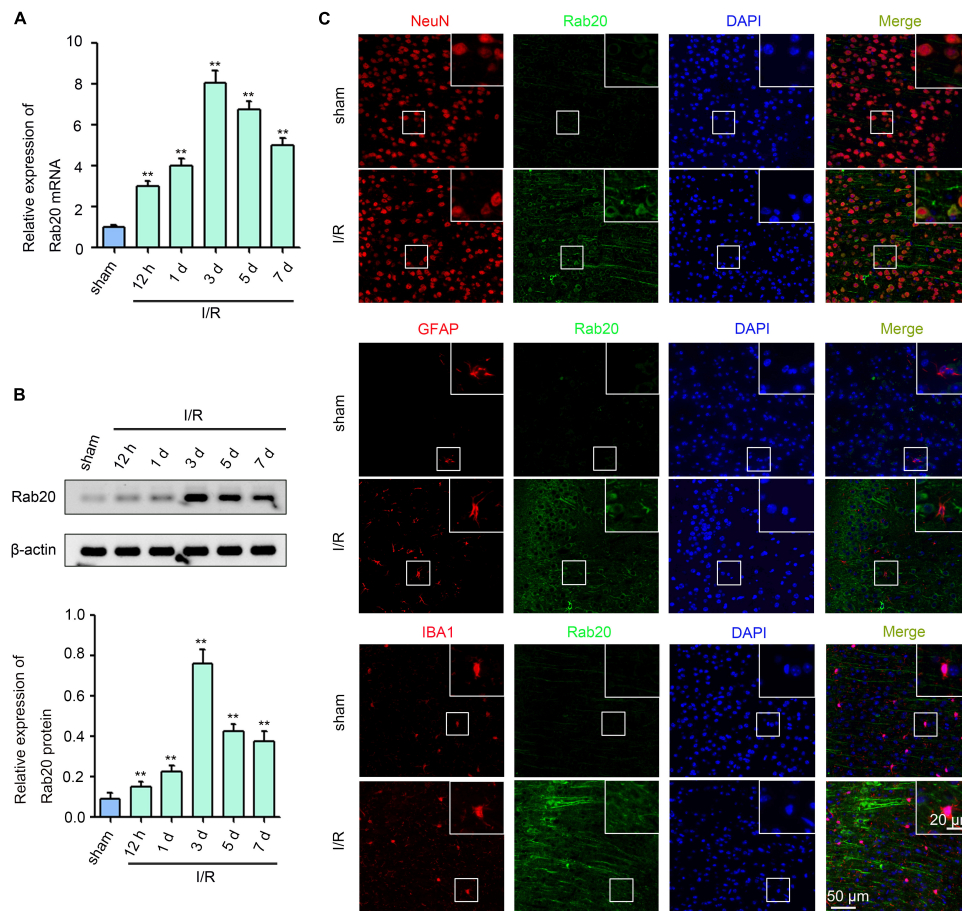 A
Relative expression of
Rab20 mRNA
10
8
6
4
2
0
**
**
**
**
**
sham
12 h
1 d
3 d
5 d
7 d
I/R
B
I/R
sham
12 h
1 d
3 d
5 d
7 d
Rab20
β-actin
Relative expression of
Rab20 protein
1.0
0.8
0.6
0.4
0.2
0.0
**
**
**
**
**
sham
12 h
1 d
3 d
5 d
7 d
I/R
C
NeuN Rab20 DAPI Merge
sham
I/R
GFAP Rab20 DAPI Merge
sham
I/R
IBA1 Rab20 DAPI Merge
sham
I/R
20 μm
50 μm